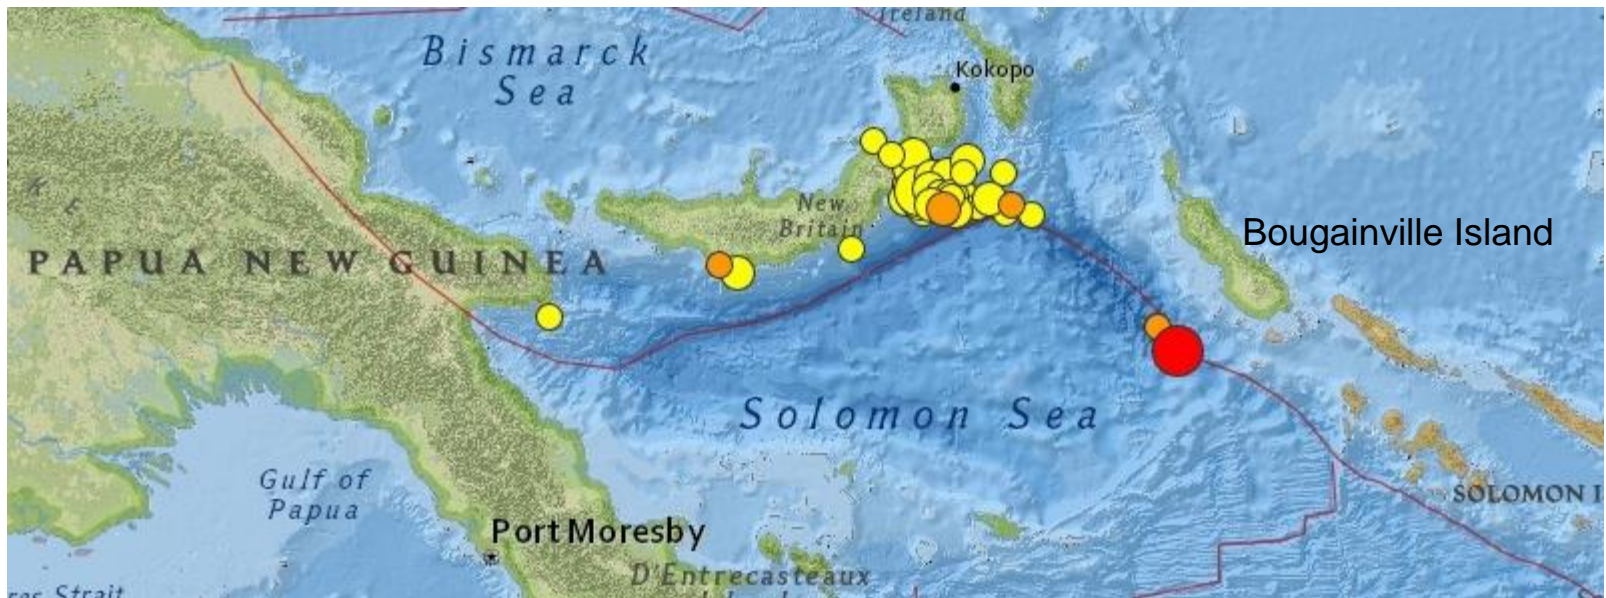 Ireland
Bismarck
Sea
Kokopo
New
Britain
Bougainville Island
PAPUA NEW GUINEA
Solomon Sea
Gulf of
Papua
SOLOMON I
Port Moresby
D'Entrecasteaux
Strait